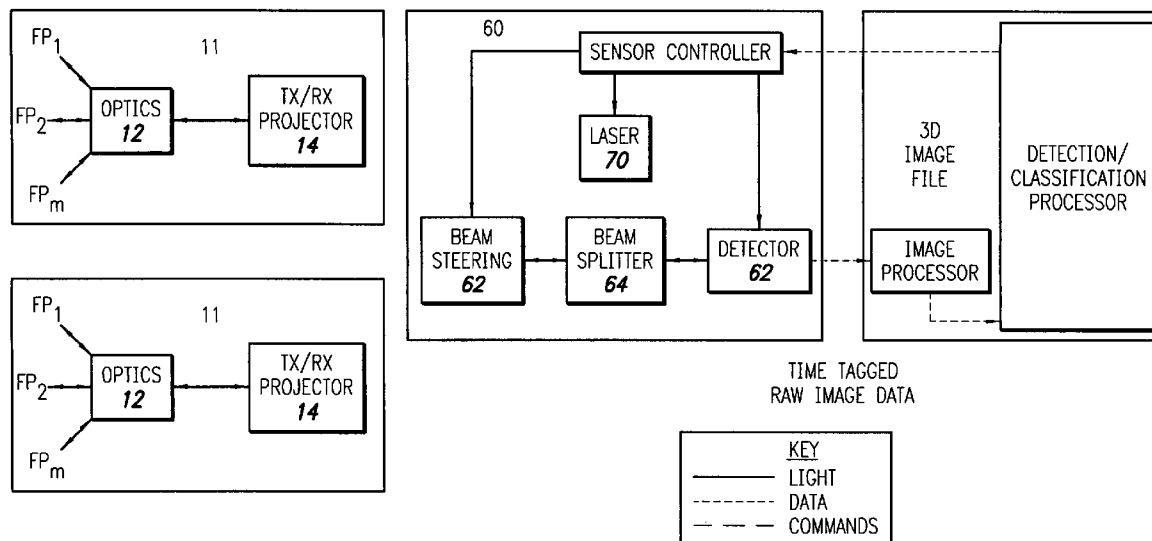 11
FP1
FP2
FPm
OPTICS
12
TX/RX
PROJECTOR
14
11
FP1
FP2
FPm
OPTICS
12
TX/RX
PROJECTOR
14
60
SENSOR CONTROLLER
LASER
70
BEAM
STEERING
62
BEAM
SPLITTER
64
DETECTOR
62
3D
IMAGE
FILE
IMAGE
PROCESSOR
DETECTION/
CLASSIFICATION
PROCESSOR
TIME TAGGED
RAW IMAGE DATA
KEY
LIGHT
DATA
COMMANDS